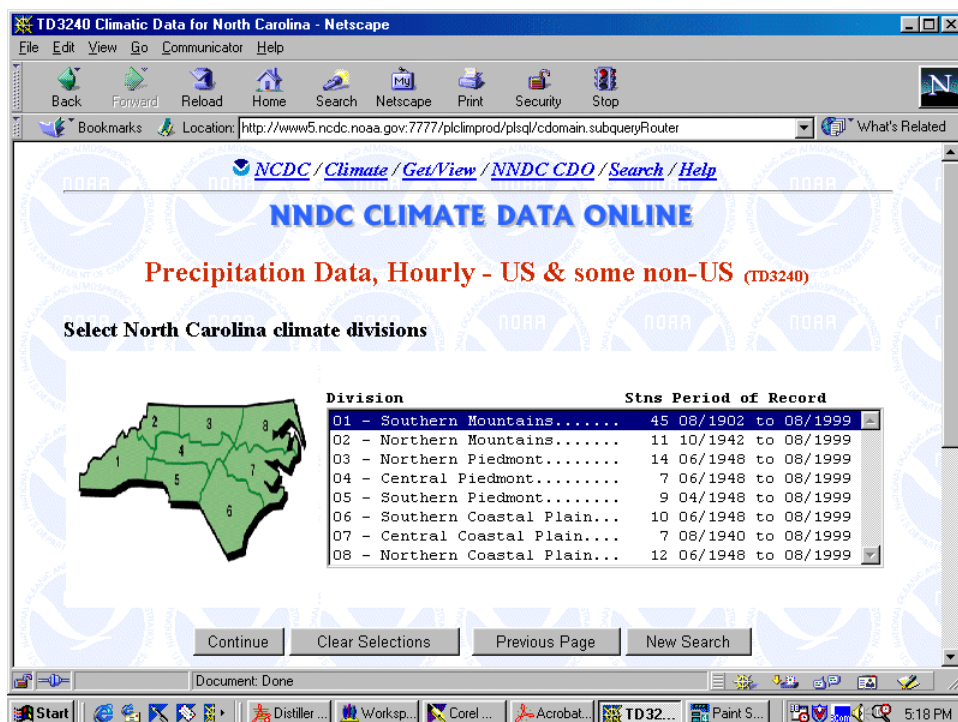 TD3240 Climatic Data for North Carolina - Netscape
File Edit View Go Communicator Help
Back Forward Reload Home Search Netscape Print Security Stop
My
N
Bookmarks Location: http://www5.ncdc.noaa.gov:7777/plclimprod/plsql/cdomain.subqueryRouter What's Related
NCDC / Climate / Get/View / NNDC CDO / Search / Help
NNDC CLIMATE DATA ONLINE
Precipitation Data, Hourly - US & some non-US (TD3240)
Select North Carolina climate divisions
Division Stns Period of Record
01 - Southern Mountains....... 45 08/1902 to 08/1999
02 - Northern Mountains....... 11 10/1942 to 08/1999
03 - Northern Piedmont........ 14 06/1948 to 08/1999
04 - Central Piedmont......... 7 06/1948 to 08/1999
05 - Southern Piedmont........ 9 04/1948 to 08/1999
06 - Southern Coastal Plain... 10 06/1948 to 08/1999
07 - Central Coastal Plain.... 7 08/1940 to 08/1999
08 - Northern Coastal Plain... 12 06/1948 to 08/1999
2 3 8
4
1 7
5
6
Continue Clear Selections Previous Page New Search
Document: Done
Start Distiller ... Worksp... Corel ... Acrobat... TD32... Paint S... 5:18 PM